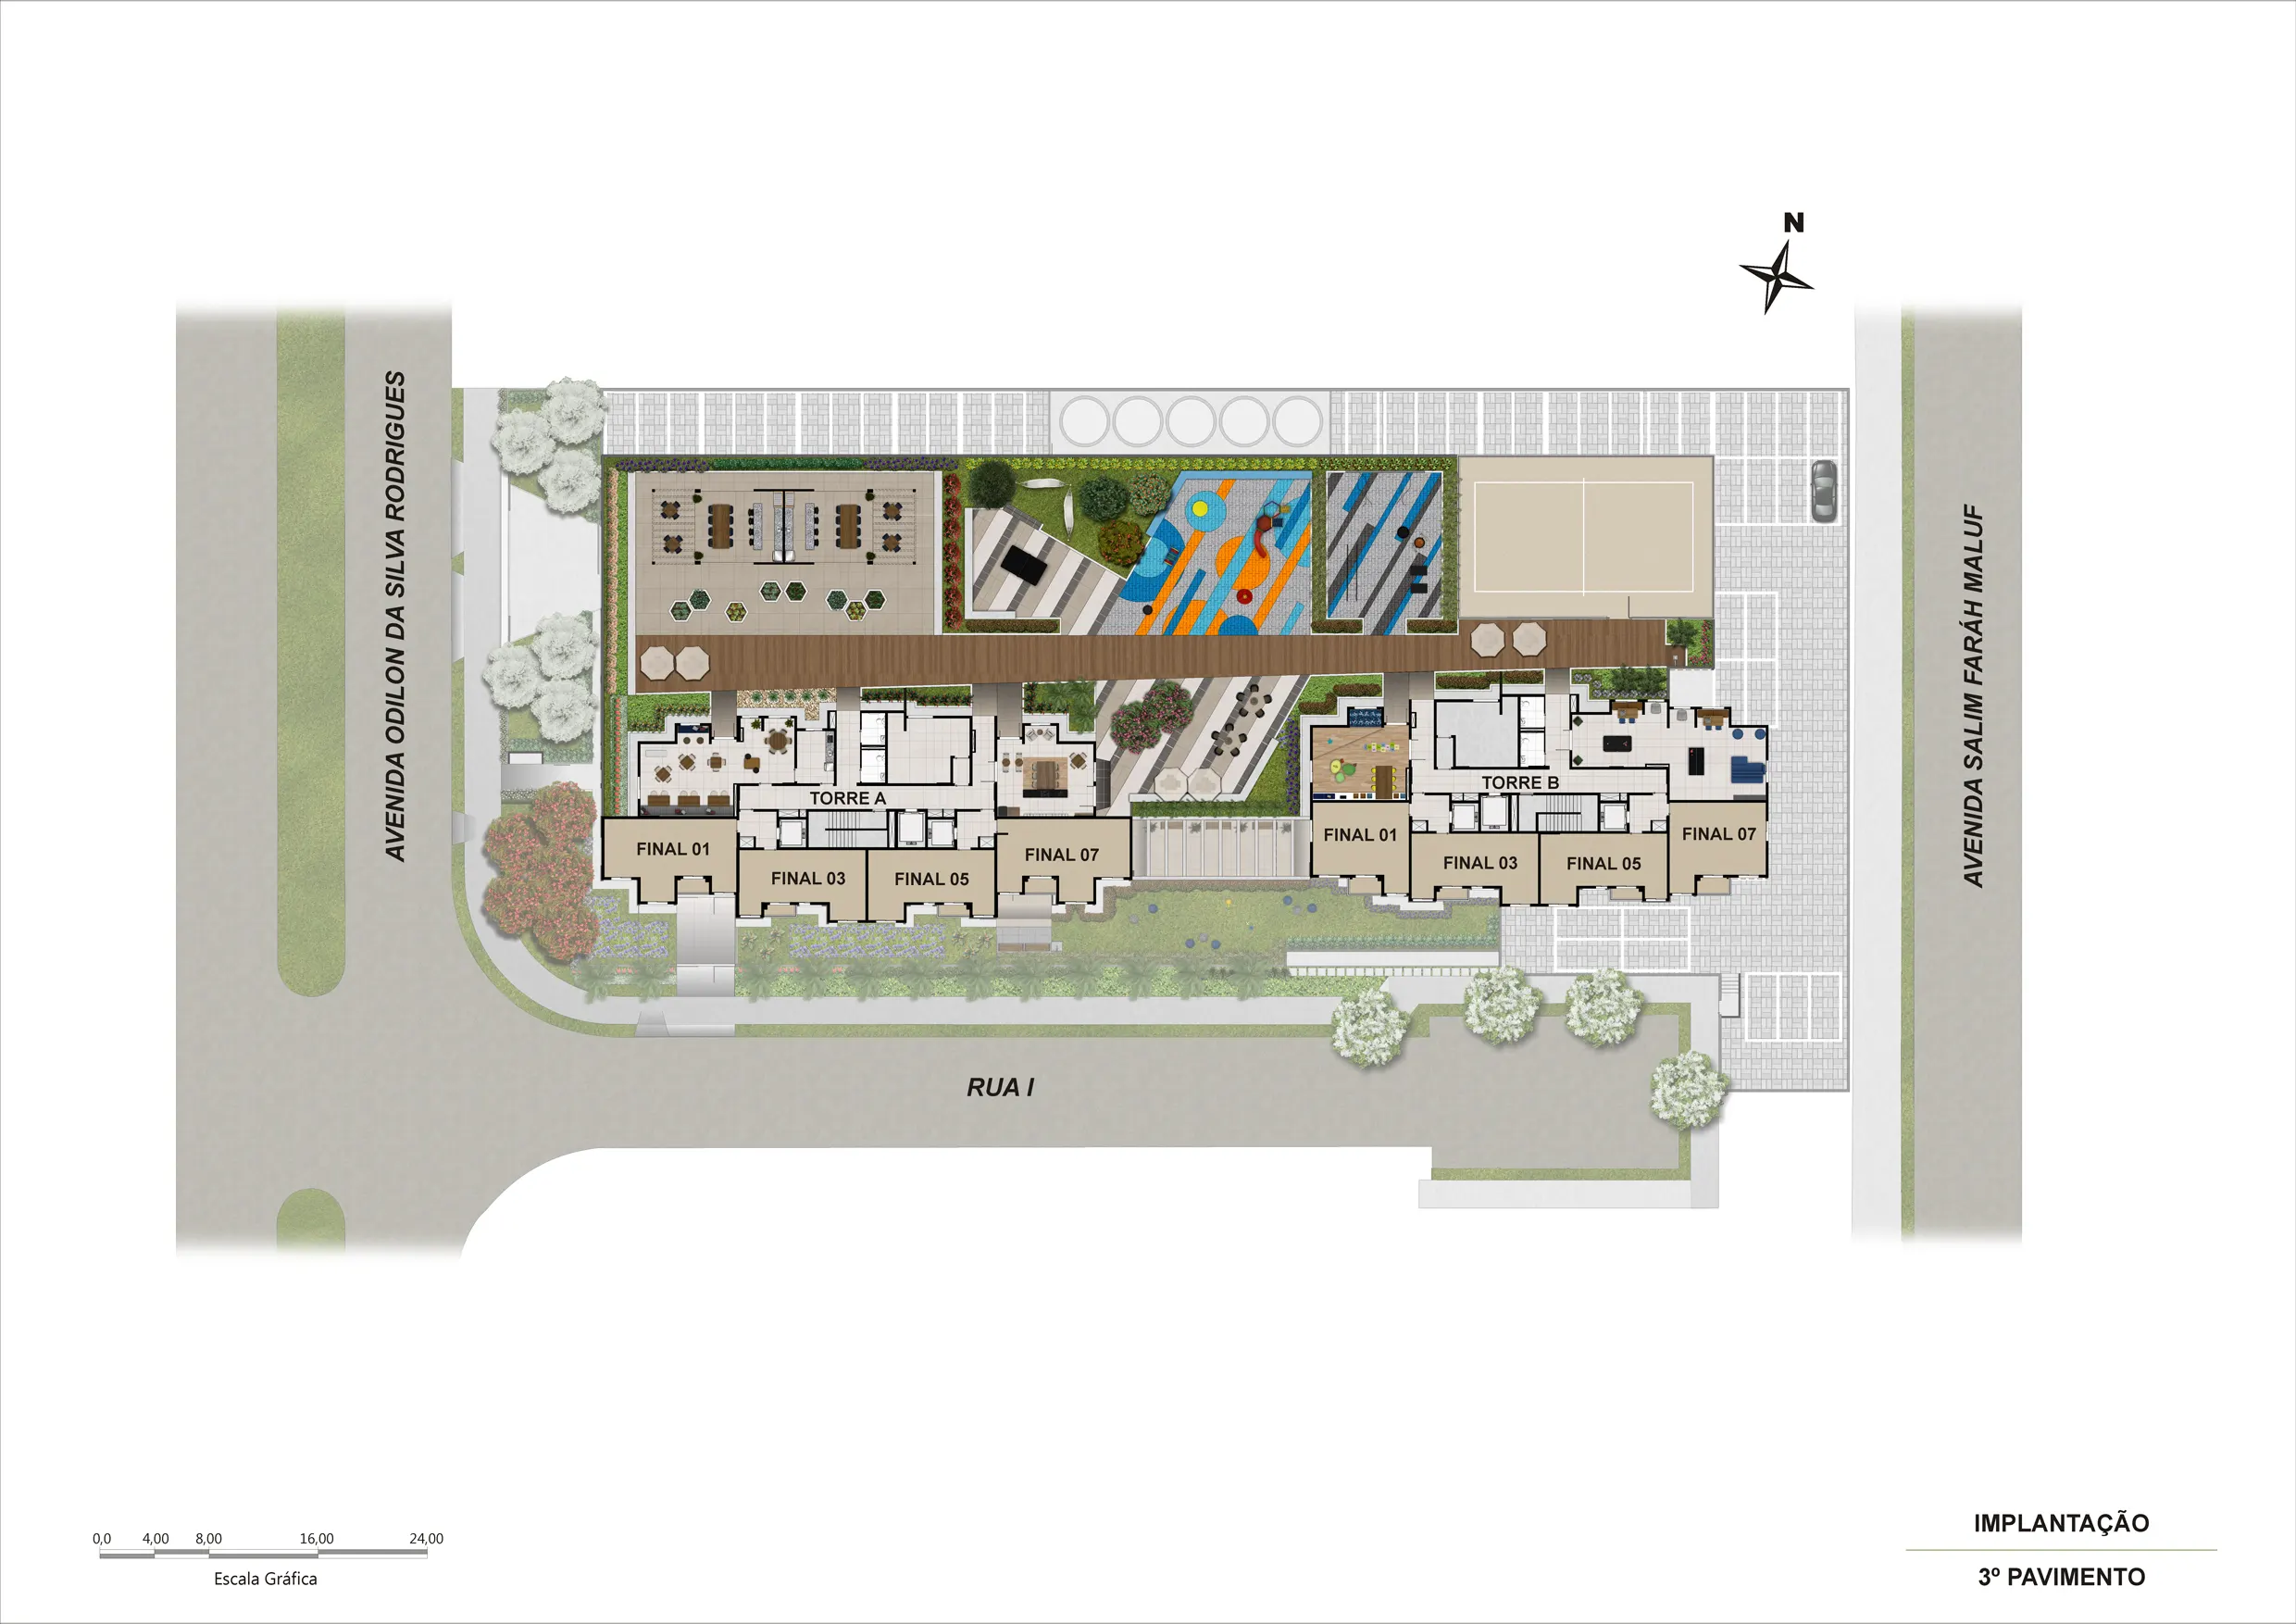 N
AVENIDA ODILON DA SILVA RODRIGUES
AVENIDA SALIM FARÁH MALUF
TORRE A
TORRE B
FINAL 01
FINAL 03
FINAL 05
FINAL 07
FINAL 01
FINAL 03
FINAL 05
FINAL 07
RUA I
0,0 4,00 8,00 16,00 24,00
Escala Gráfica
IMPLANTAÇÃO
3º PAVIMENTO